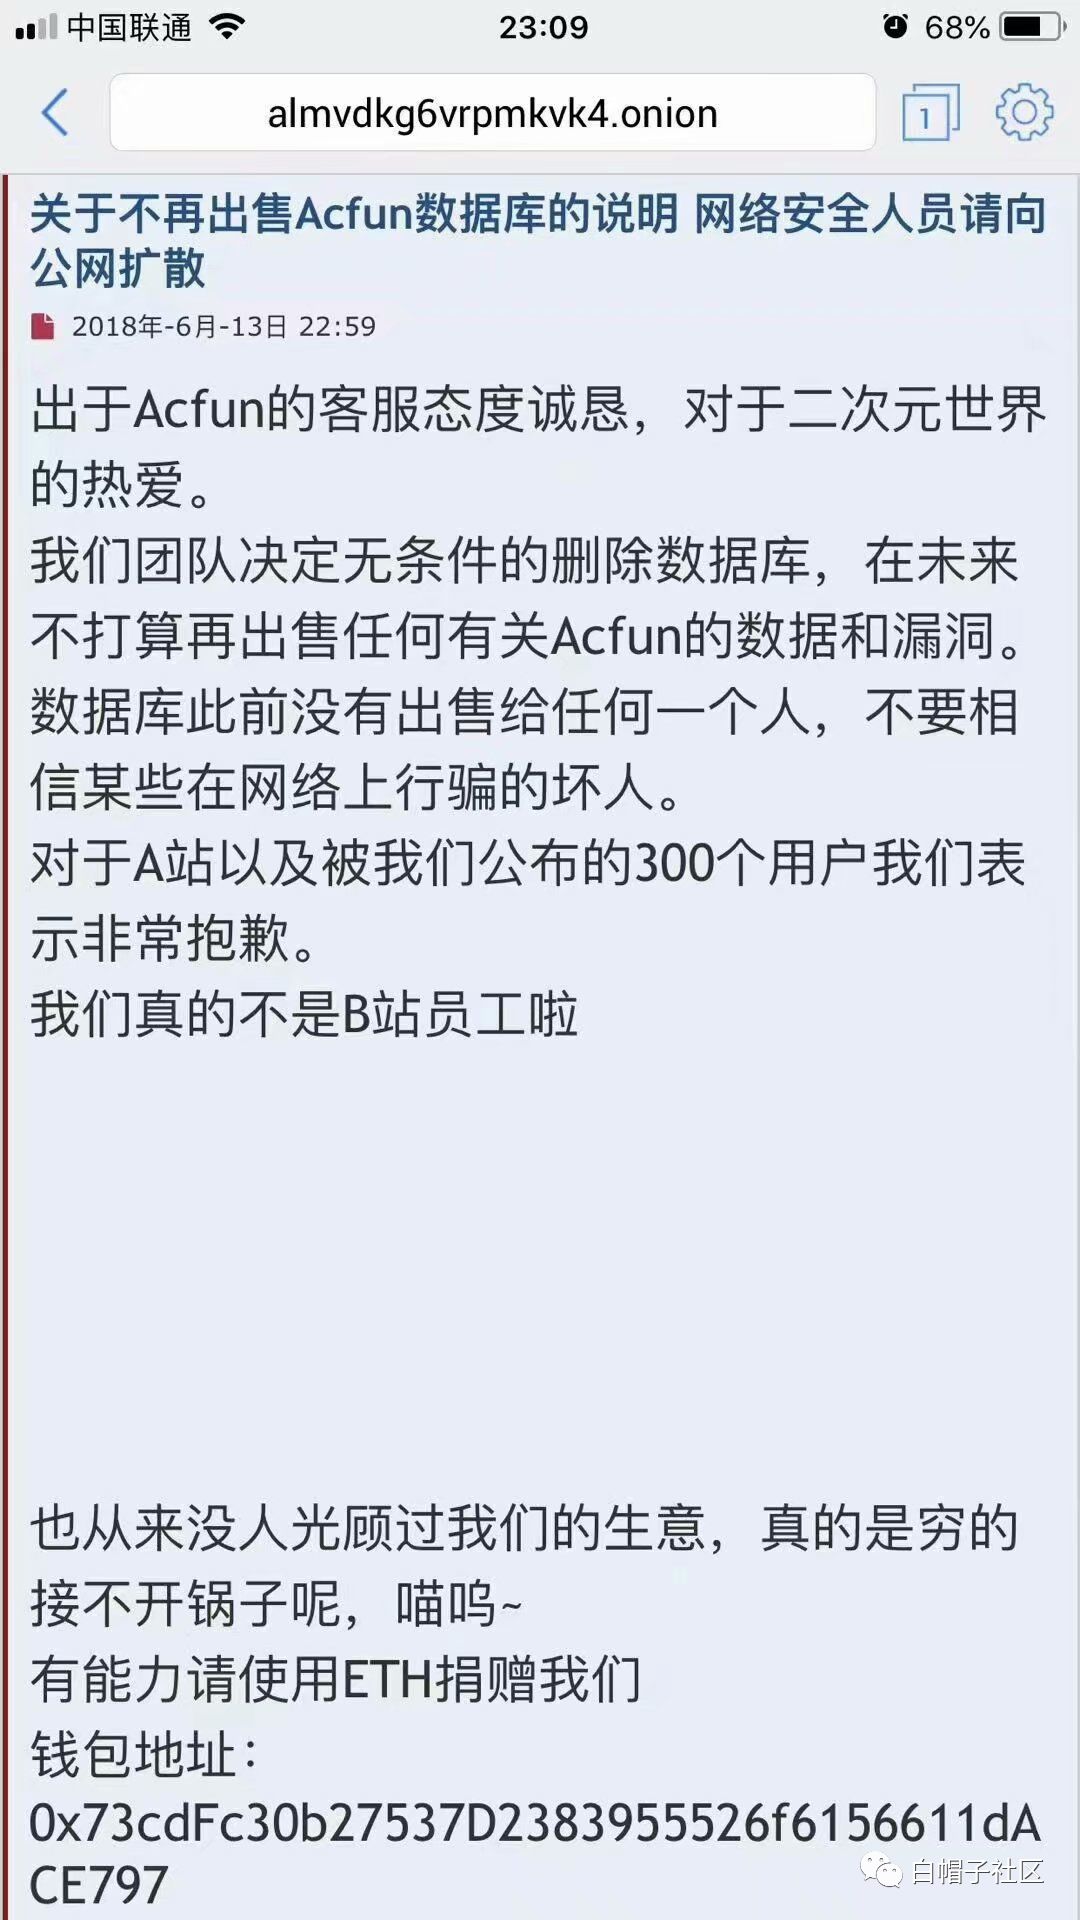 中国联通 23:09 68%
almvdkg6vrpmkvk4.onion 1
关于不再出售Acfun数据库的说明 网络安全人员请向
公网扩散
2018年-6月-13日 22:59
出于Acfun的客服态度诚恳，对于二次元世界
的热爱。
我们团队决定无条件的删除数据库，在未来
不打算再出售任何有关Acfun的数据和漏洞。
数据库此前没有出售给任何一个人，不要相
信某些在网络上行骗的坏人。
对于A站以及被我们公布的300个用户我们表
示非常抱歉。
我们真的不是B站员工啦
也从来没人光顾过我们的生意，真的是穷的
接不开锅子呢，喵呜~
有能力请使用ETH捐赠我们
钱包地址：
0x73cdFc30b27537D2383955526f6156611dA
CE797
白帽子社区